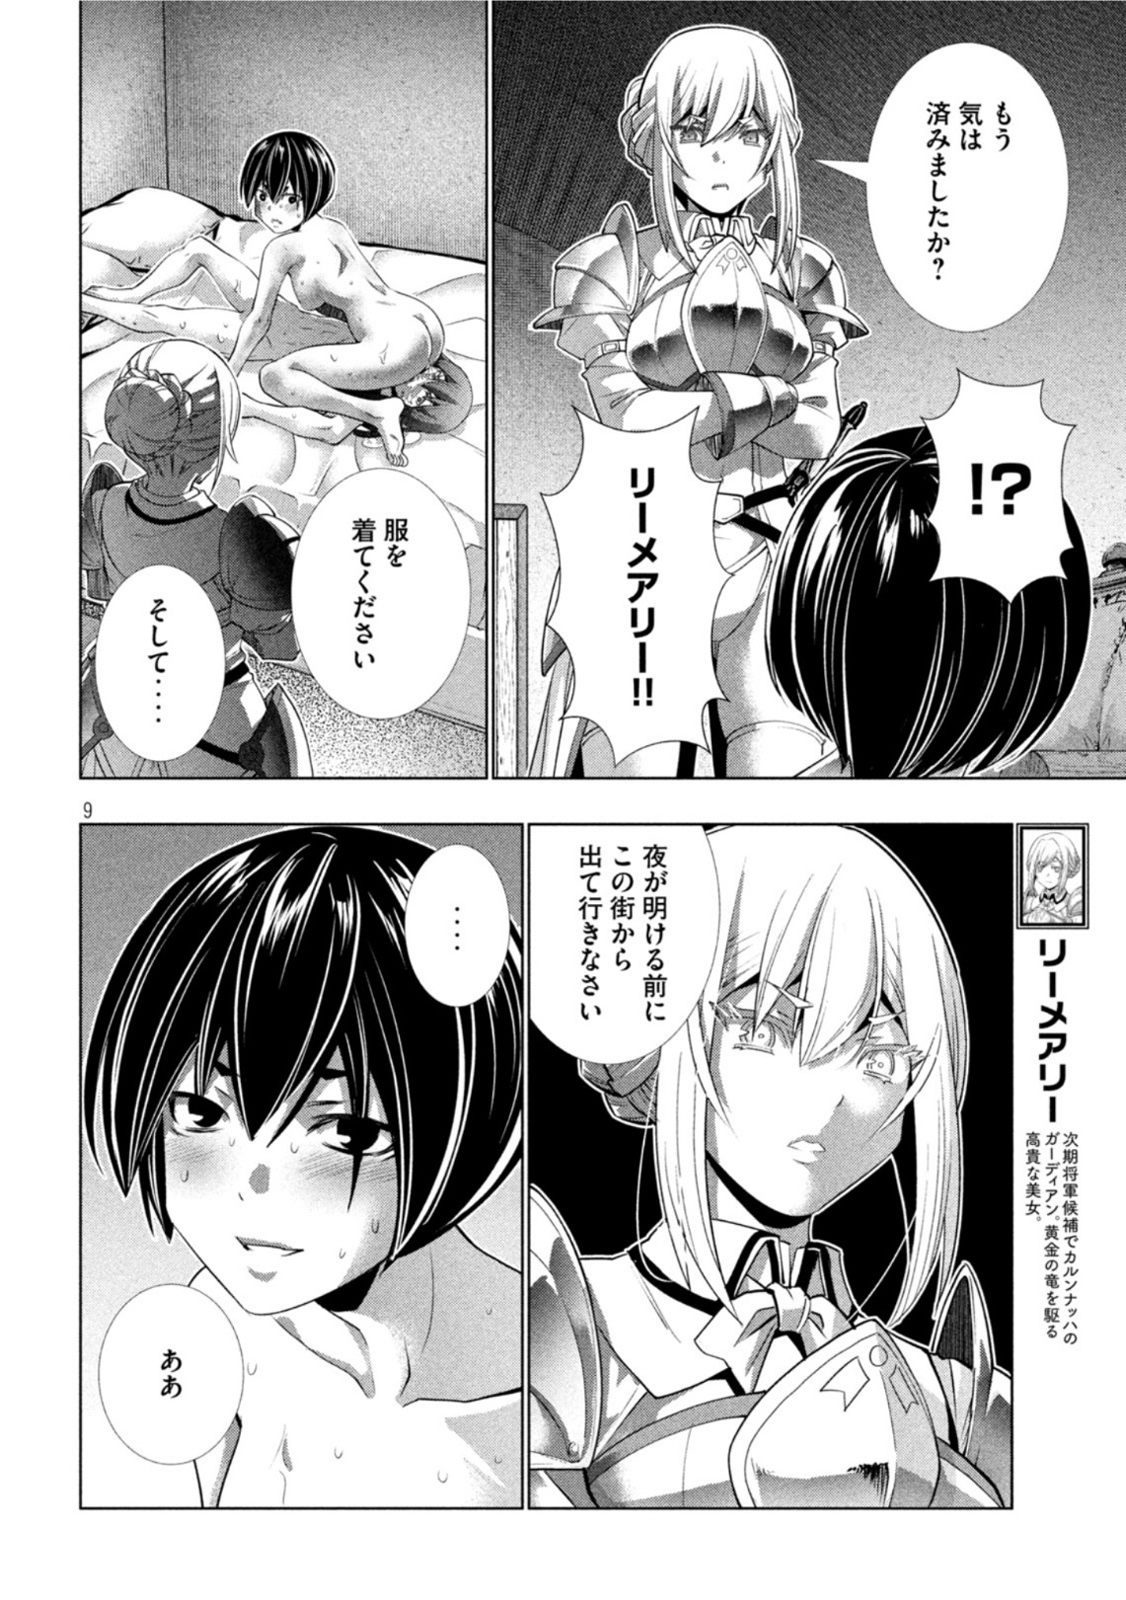 もう
気は
済みましたか?
!?
リーメアリー!!
服を
着てください
そして‥‥
9
リーメアリー
次期将軍候補でカルンナッハの
ガーディアン。黄金の竜を駆る
高貴な美女。
夜が明ける前に
この街から
出て行きなさい
‥‥
ああ